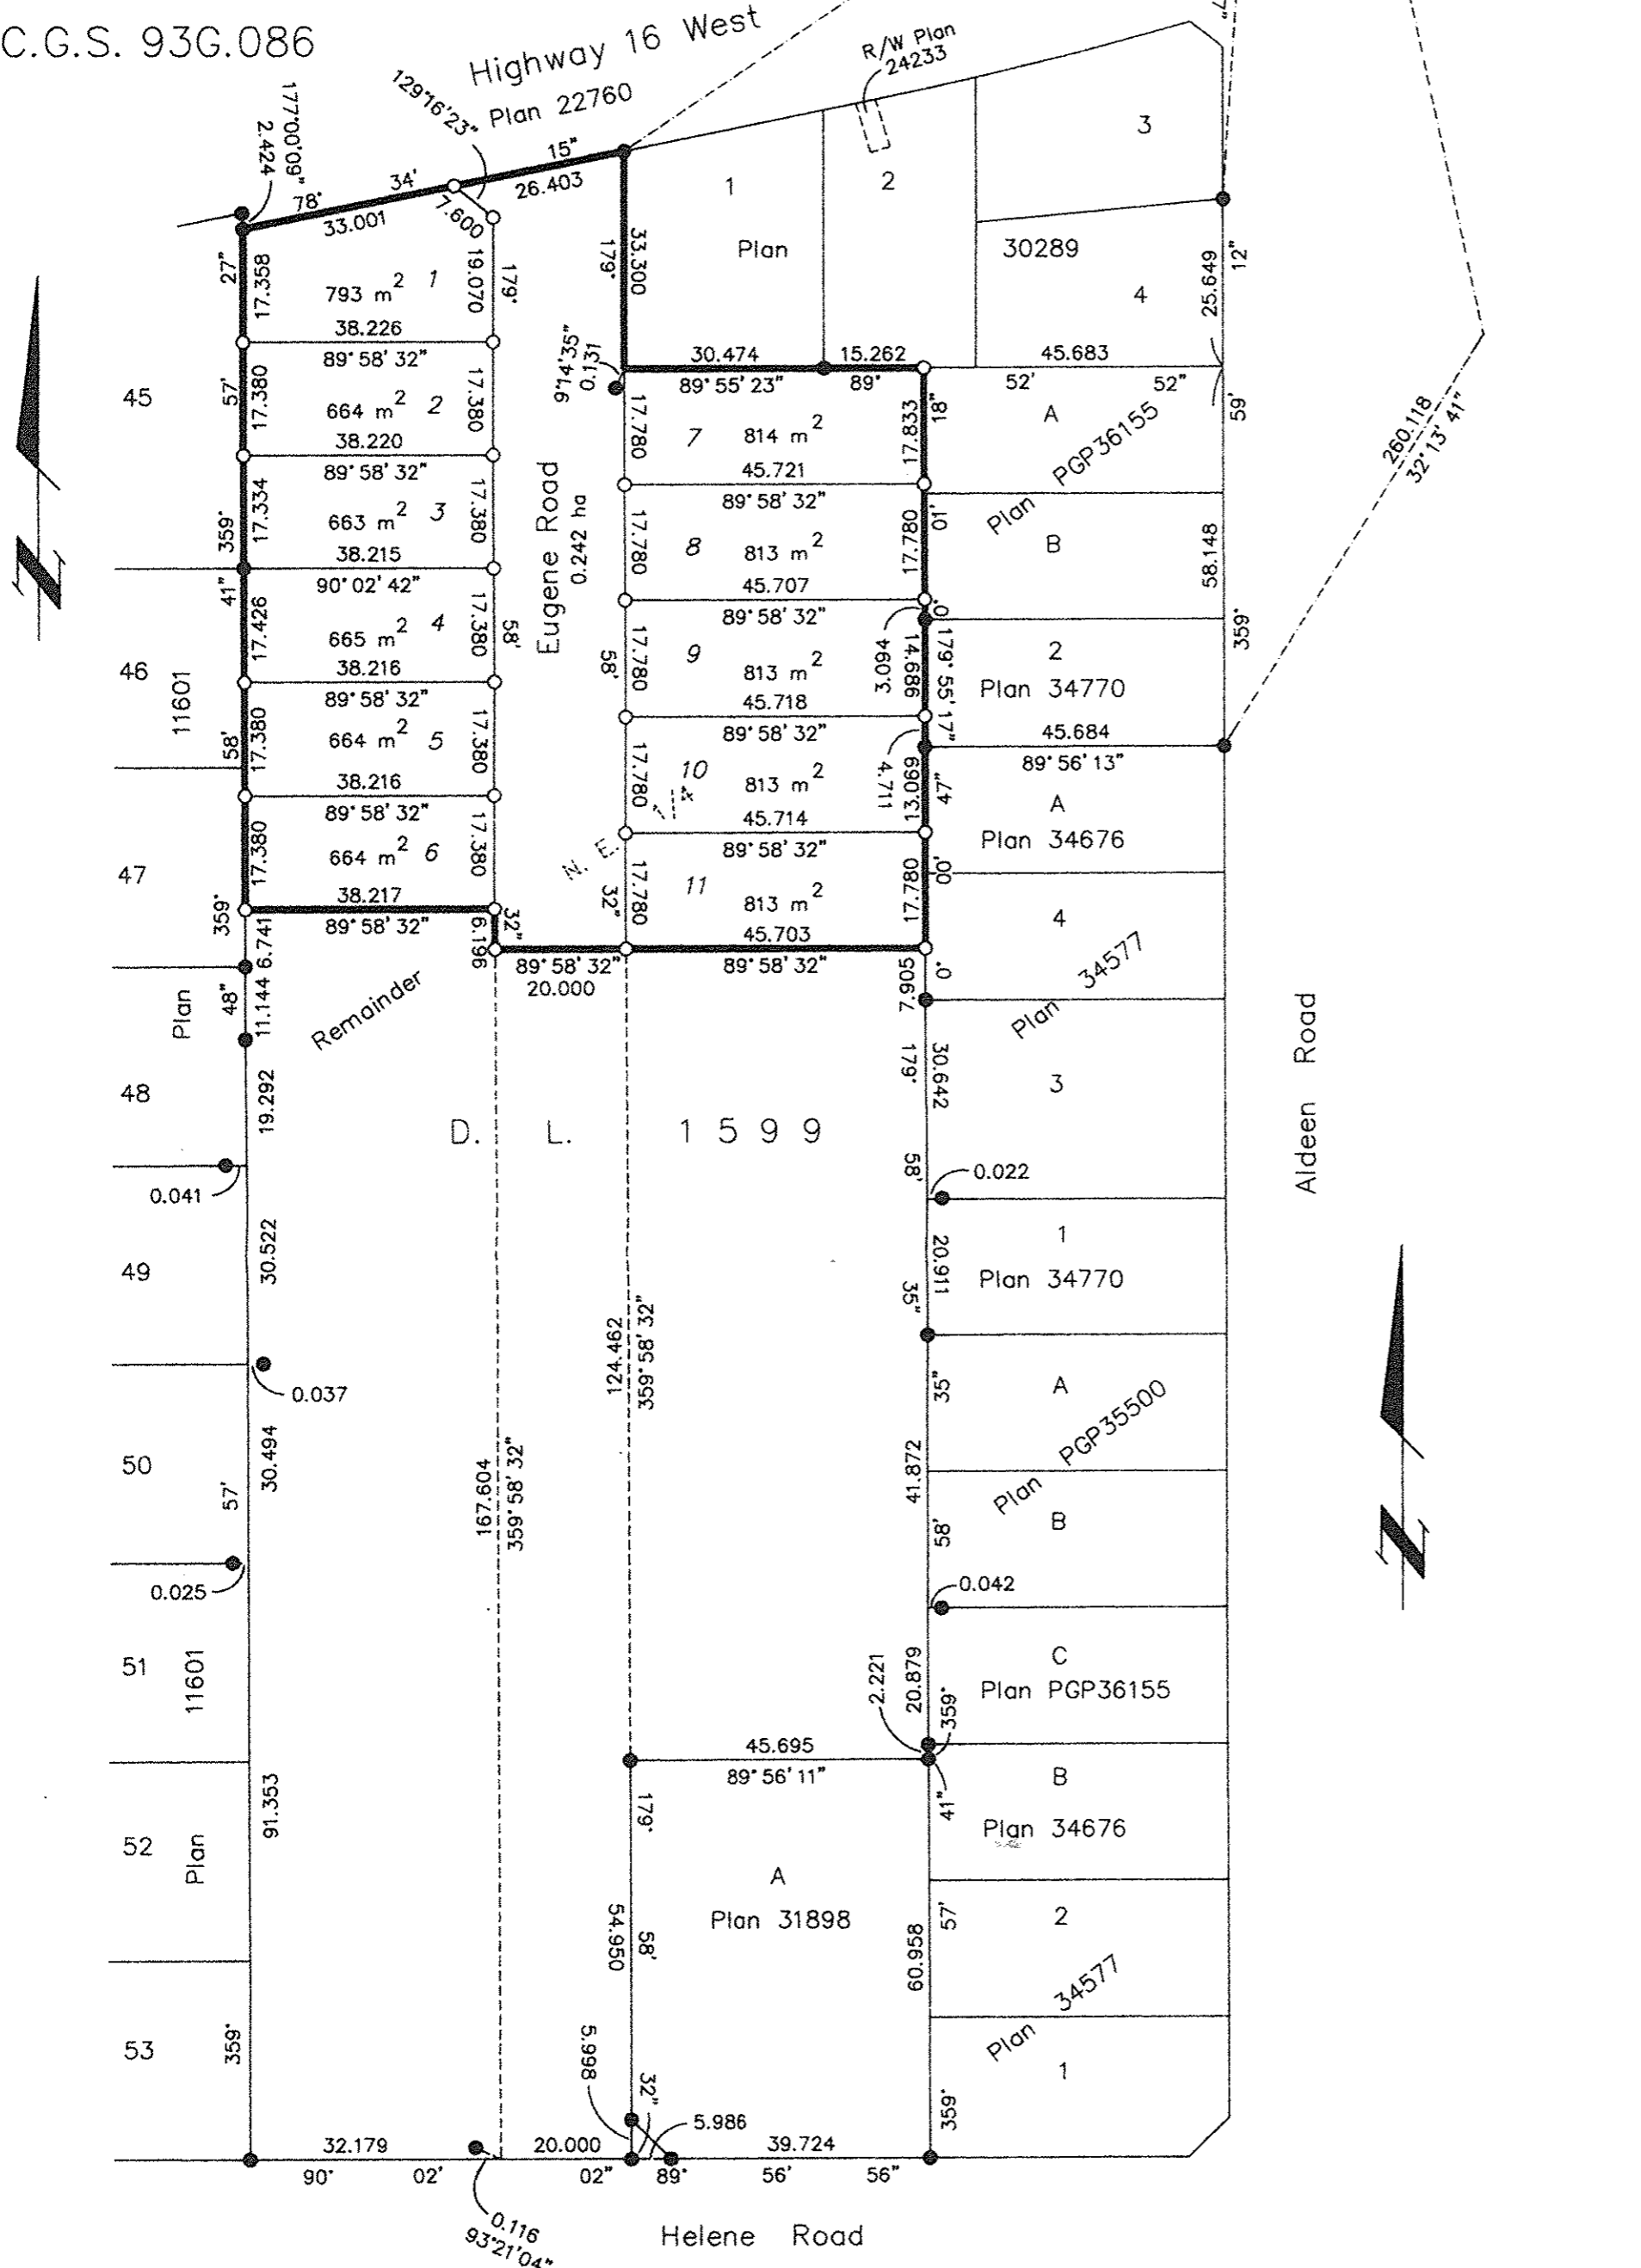 C.G.S. 93G.086
Highway 16 West
Plan 22760
R/W Plan
24233
129°16'23"
177°00'09"
2.424
78° 34' 15"
33.001
26.403
7.600
1
2
3
Plan
30289
4
33.300
179°
25.649
12"
27"
17.358
793 m² 1
19.070
179°
38.226
89° 58' 32"
9°14'35"
0.131
30.474
15.262
45.683
89° 55' 23"
89° 52' 52"
45
57'
17.380
664 m² 2
17.380
38.220
89° 58' 32"
17.780
7 814 m²
17.833
18"
45.721
89° 58' 32"
A
Plan PGP36155
B
59'
260.118
32° 13' 41"
359°
17.334
663 m² 3
17.380
38.215
90° 02' 42"
Eugene Road
0.242 ha
17.780
8 813 m²
17.780
01'
45.707
89° 58' 32"
58.148
359°
41"
17.426
665 m² 4
17.380
58'
38.216
89° 58' 32"
46
11601
58'
17.780
9 813 m²
3.094
0"
14.686
179° 55' 17"
45.718
89° 58' 32"
2
Plan 34770
45.684
89° 56' 13"
58'
17.380
664 m² 5
17.380
38.216
89° 58' 32"
17.780
10 813 m²
4.711
13.069
47"
45.714
89° 58' 32"
A
Plan 34676
47
17.380
664 m² 6
17.380
38.217
89° 58' 32"
N. E. 1/4
32"
17.780
11 813 m²
17.780
00'
45.703
89° 58' 32"
4
Plan 34577
359°
6.741
6.196
32"
89° 58' 32"
20.000
7.905
0°
Plan
48"
11.144
Remainder
48
19.292
D. L. 1599
179°
30.642
3
58'
0.022
0.041
Aldeen Road
49
30.522
20.911
35"
1
Plan 34770
124.462
359° 58' 32"
0.037
35"
A
Plan PGP35500
B
50
30.494
57'
167.604
359° 58' 32"
41.872
58'
0.025
0.042
51
11601
20.879
2.221
359°
C
Plan PGP36155
45.695
89° 56' 11"
41"
B
Plan 34676
91.353
52
Plan
179°
54.950
58'
A
Plan 31898
60.958
57'
2
Plan 34577
1
53
359°
5.998
32"
5.986
359°
32.179
20.000
39.724
90° 02' 02"
89° 56' 56"
0.116
93°21'04"
Helene Road
N
N